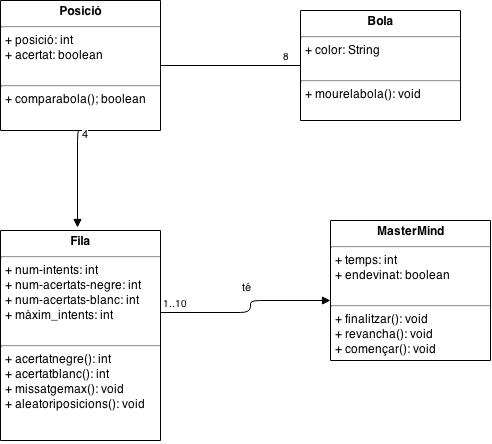 Posició
+ posició: int
+ acertat: boolean
+ comparabola(); boolean
8
Bola
+ color: String
+ mourelabola(): void
4
Fila
+ num-intents: int
+ num-acertats-negre: int
+ num-acertats-blanc: int
+ màxim_intents: int
+ acertatnegre(): int
+ acertatblanc(): int
+ missatgemax(): void
+ aleatoriposicions(): void
1..10
té
MasterMind
+ temps: int
+ endevinat: boolean
+ finalitzar(): void
+ revancha(): void
+ començar(): void